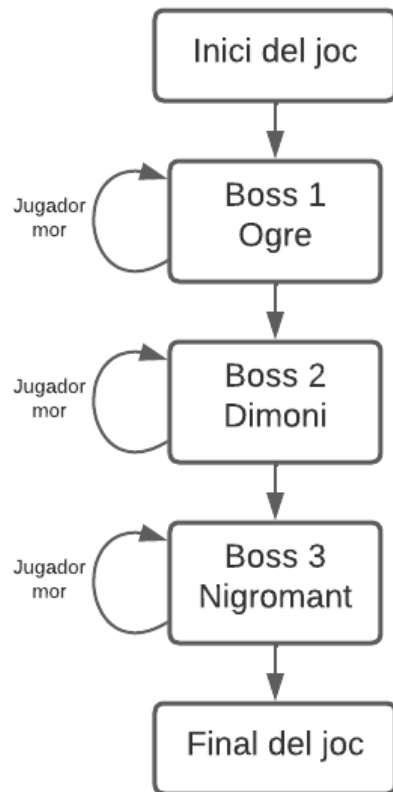 Inici del joc
Jugador
mor
Boss 1
Ogre
Jugador
mor
Boss 2
Dimoni
Jugador
mor
Boss 3
Nigromant
Final del joc